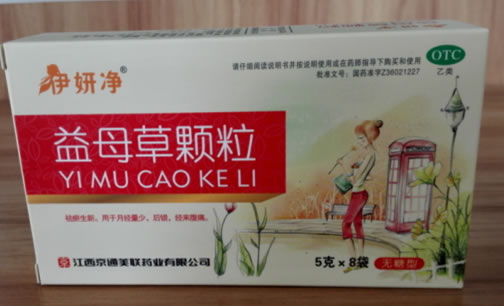 伊妍净®
请仔细阅读说明书并按说明使用或在药师指导下购买和使用
批准文号：国药准字Z36021227
OTC
乙类
益母草颗粒
YI MU CAO KE LI
祛瘀生新。用于月经量少，后错，经来腹痛。
江西京通美联药业有限公司
5克×8袋
无糖型